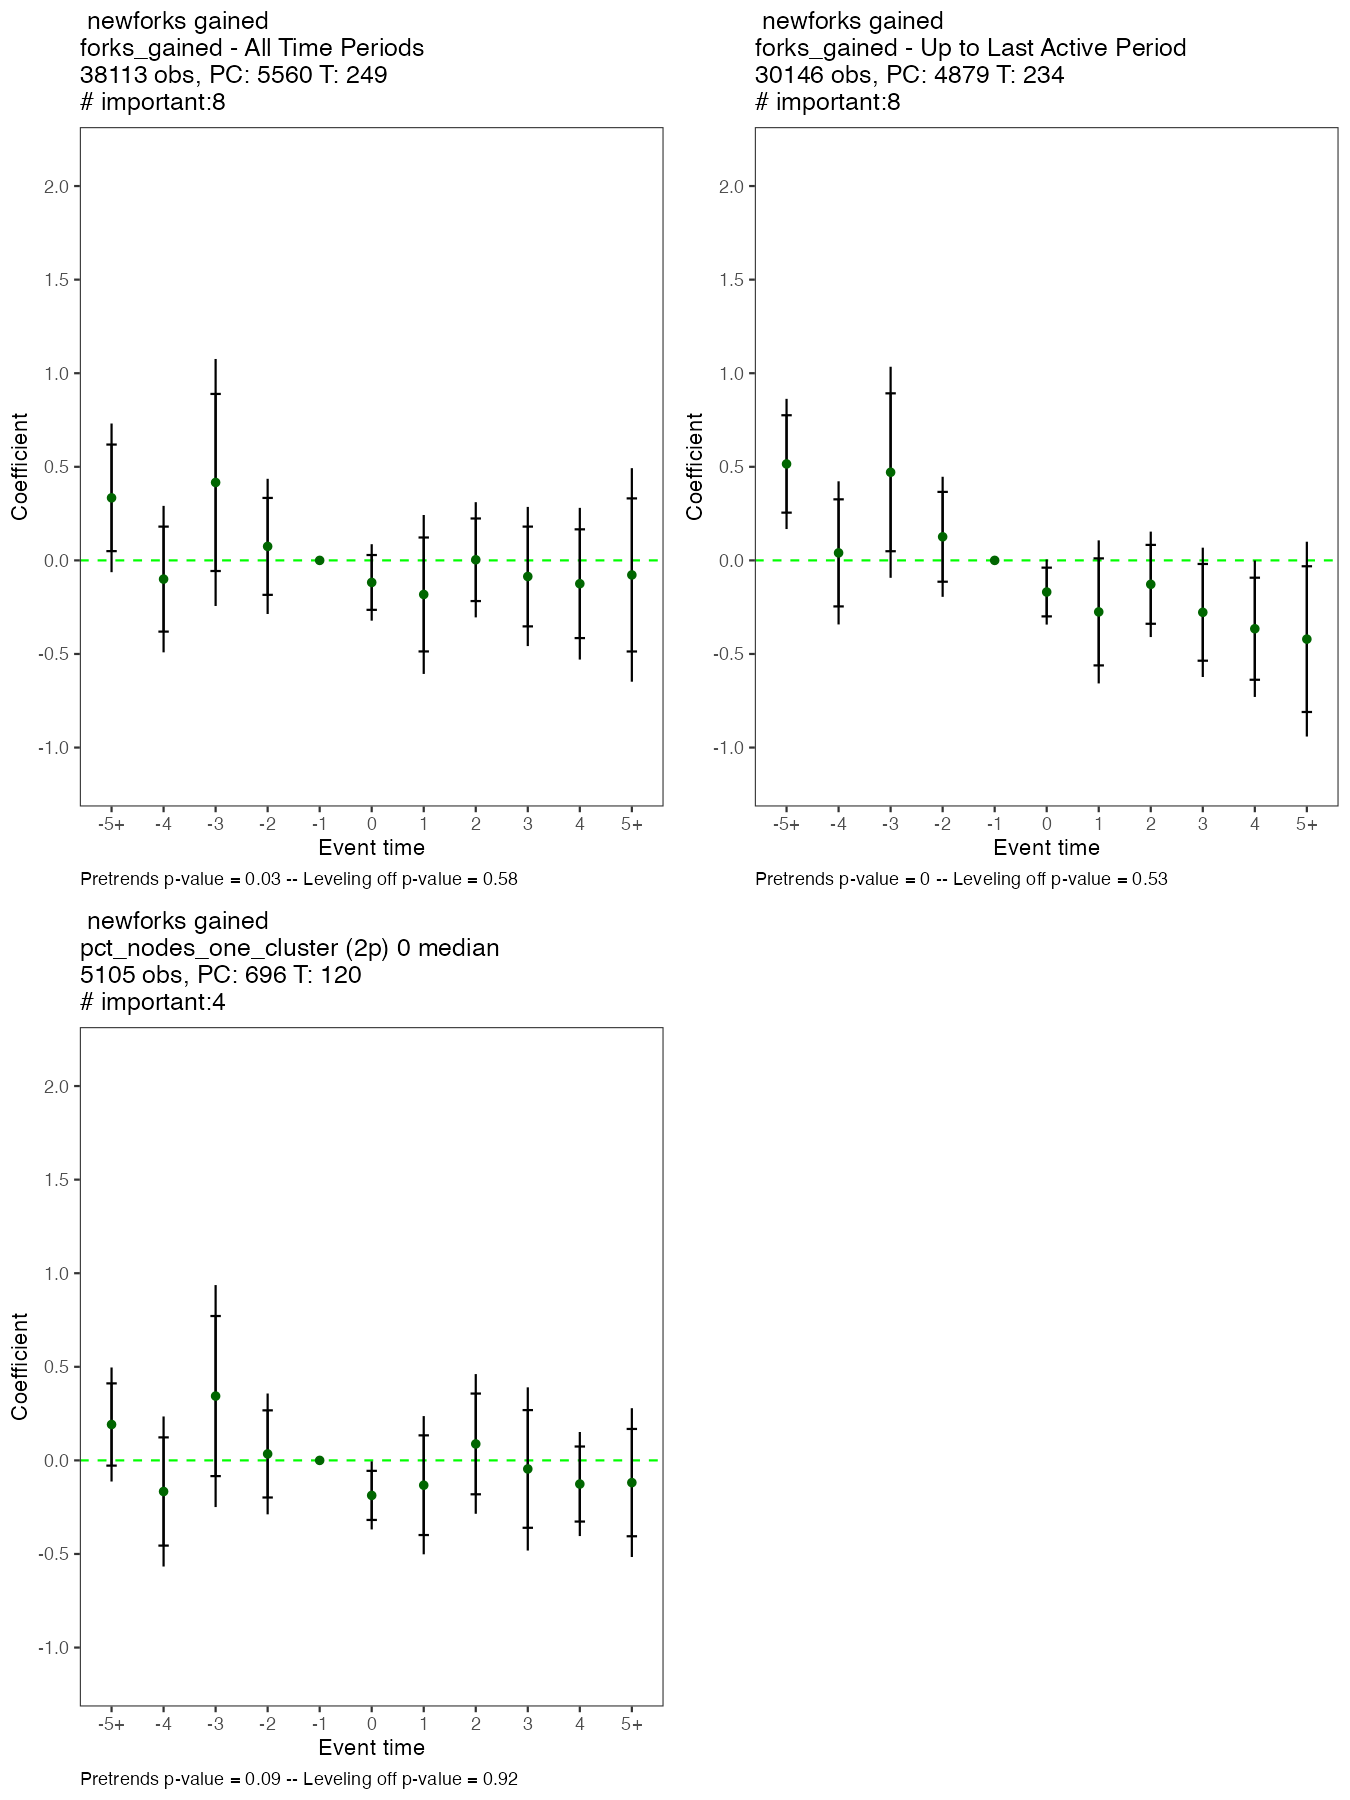 newforks gained
forks_gained - All Time Periods
38113 obs, PC: 5560 T: 249
# important:8
Coefficient
2.0
1.5
1.0
0.5
0.0
-0.5
-1.0
-5+ -4 -3 -2 -1 0 1 2 3 4 5+
Event time
Pretrends p-value = 0.03 -- Leveling off p-value = 0.58
newforks gained
forks_gained - Up to Last Active Period
30146 obs, PC: 4879 T: 234
# important:8
Coefficient
2.0
1.5
1.0
0.5
0.0
-0.5
-1.0
-5+ -4 -3 -2 -1 0 1 2 3 4 5+
Event time
Pretrends p-value = 0 -- Leveling off p-value = 0.53
newforks gained
pct_nodes_one_cluster (2p) 0 median
5105 obs, PC: 696 T: 120
# important:4
Coefficient
2.0
1.5
1.0
0.5
0.0
-0.5
-1.0
-5+ -4 -3 -2 -1 0 1 2 3 4 5+
Event time
Pretrends p-value = 0.09 -- Leveling off p-value = 0.92